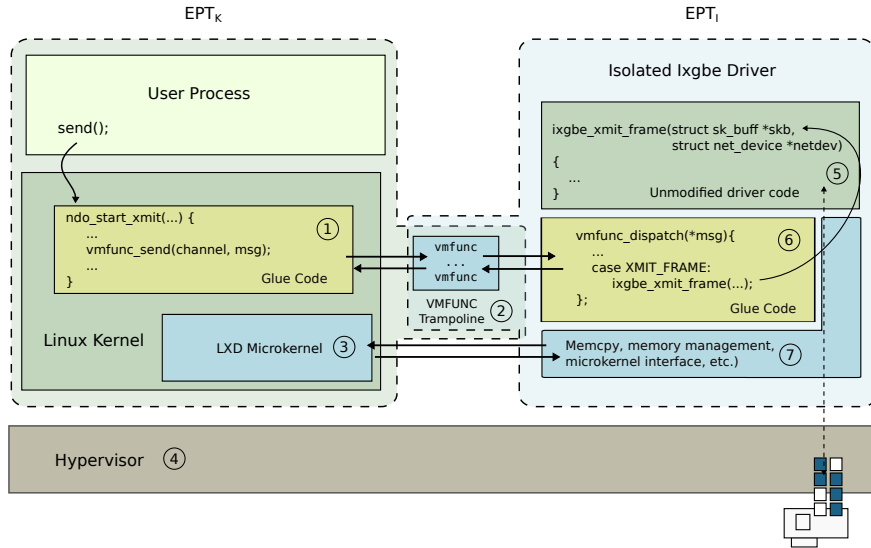 EPTK
EPTI
User Process
send();
ndo_start_xmit(...) {
...
vmfunc_send(channel, msg);
...
}
1
Glue Code
Linux Kernel
LXD Microkernel
3
vmfunc
...
vmfunc
VMFUNC
Trampoline
2
Isolated Ixgbe Driver
ixgbe_xmit_frame(struct sk_buff *skb,
struct net_device *netdev)
{
...
}
5
Unmodified driver code
vmfunc_dispatch(*msg){
...
case XMIT_FRAME:
ixgbe_xmit_frame(...);
};
6
Glue Code
Memcpy, memory management,
microkernel interface, etc.)
7
Hypervisor
4